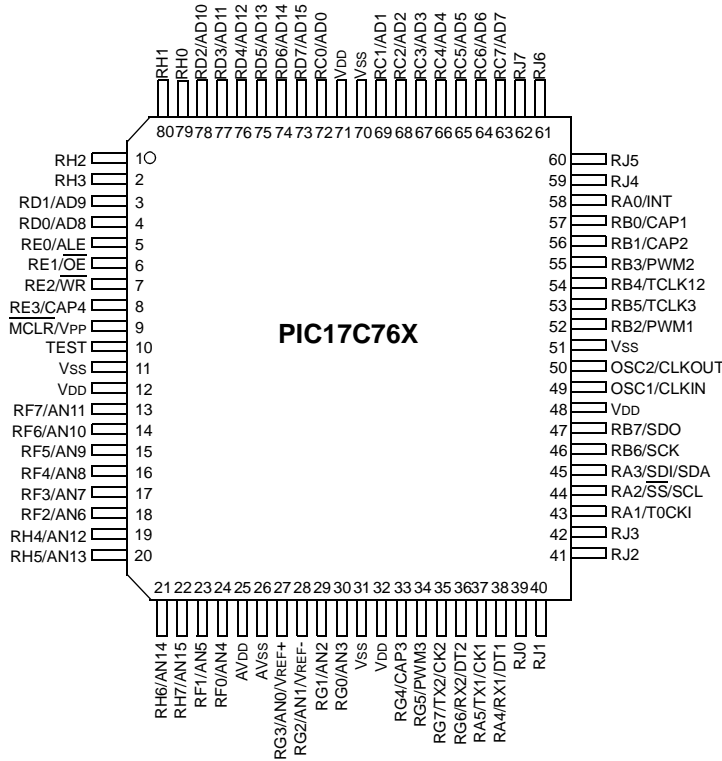 RH1
RH0
RD2/AD10
RD3/AD11
RD4/AD12
RD5/AD13
RD6/AD14
RD7/AD15
RC0/AD0
VDD
VSS
RC1/AD1
RC2/AD2
RC3/AD3
RC4/AD4
RC5/AD5
RC6/AD6
RC7/AD7
RJ7
RJ6
80 79 78 77 76 75 74 73 72 71 70 69 68 67 66 65 64 63 62 61
RH2 1 60 RJ5
RH3 2 59 RJ4
RD1/AD9 3 58 RA0/INT
RD0/AD8 4 57 RB0/CAP1
RE0/ALE 5 56 RB1/CAP2
RE1/OE 6 55 RB3/PWM2
RE2/WR 7 54 RB4/TCLK12
RE3/CAP4 8 53 RB5/TCLK3
MCLR/VPP 9 52 RB2/PWM1
PIC17C76X
TEST 10 51 VSS
VSS 11 50 OSC2/CLKOUT
VDD 12 49 OSC1/CLKIN
RF7/AN11 13 48 VDD
RF6/AN10 14 47 RB7/SDO
RF5/AN9 15 46 RB6/SCK
RF4/AN8 16 45 RA3/SDI/SDA
RF3/AN7 17 44 RA2/SS/SCL
RF2/AN6 18 43 RA1/T0CKI
RH4/AN12 19 42 RJ3
RH5/AN13 20 41 RJ2
21 22 23 24 25 26 27 28 29 30 31 32 33 34 35 36 37 38 39 40
RH6/AN14
RH7/AN15
RF1/AN5
RF0/AN4
AVDD
AVSS
RG3/AN0/VREF+
RG2/AN1/VREF-
RG1/AN2
RG0/AN3
VSS
VDD
RG4/CAP3
RG5/PWM3
RG7/TX2/CK2
RG6/RX2/DT2
RA5/TX1/CK1
RA4/RX1/DT1
RJ0
RJ1